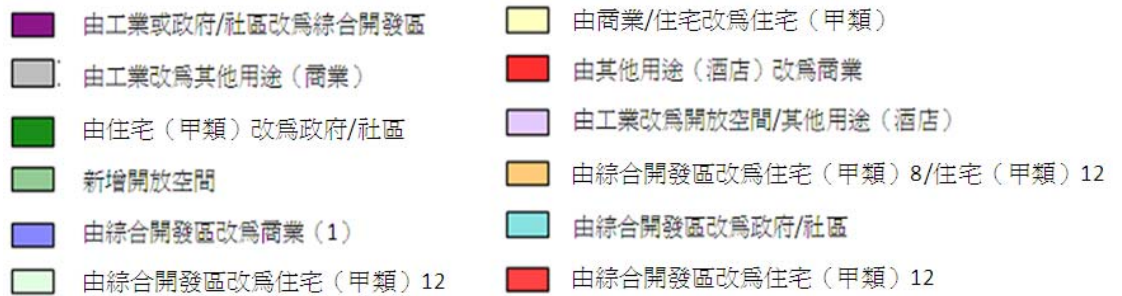 由工業或政府/社區改爲綜合開發區
由工業改爲其他用途（商業）
由住宅（甲類）改爲政府/社區
新增開放空間
由綜合開發區改爲商業（1）
由綜合開發區改爲住宅（甲類）12
由商業/住宅改爲住宅（甲類）
由其他用途（酒店）改爲商業
由工業改爲開放空間/其他用途（酒店）
由綜合開發區改爲住宅（甲類）8/住宅（甲類）12
由綜合開發區改爲政府/社區
由綜合開發區改爲住宅（甲類）12